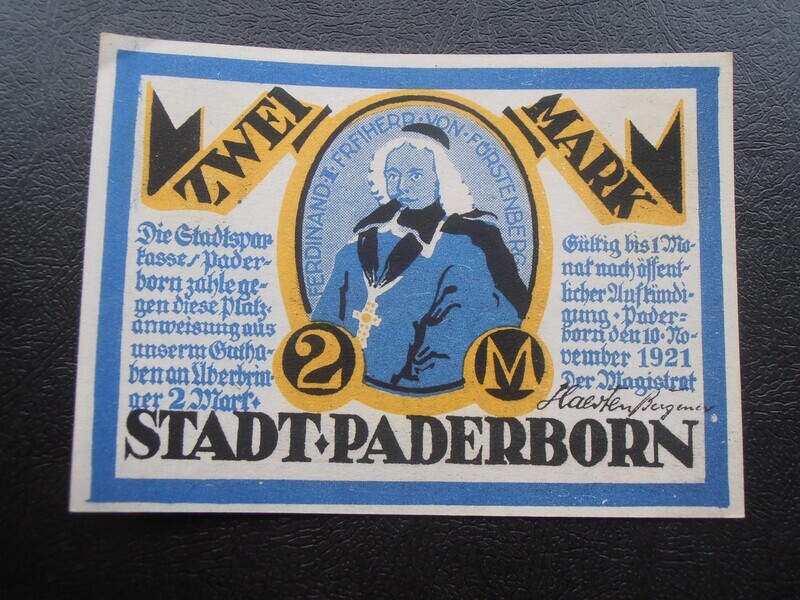 ZWEI MARK
FERDINAND I FREIHERR · VON · FÜRSTENBERG
Die Stadtspar
kasse Pader-
born zahle ge-
gen diese Platz-
anweisung aus
unserm Gutha-
ben an Überbrin-
ger 2 Mark.
Gültig bis 1 Mo-
nat nach öffent-
licher Aufkündi-
gung · Pader-
born den 10. No-
vember 1921
Der Magistrat
2 M
STADT · PADERBORN